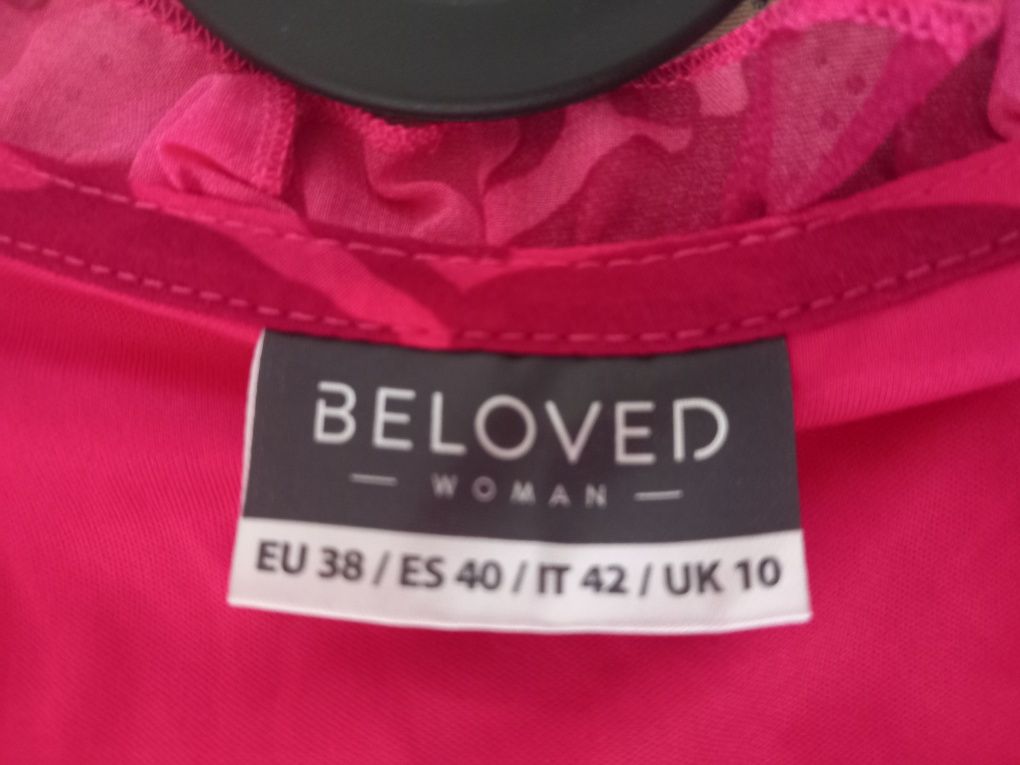 BELOVED
— WOMAN —
EU 38 / ES 40 / IT 42 / UK 10